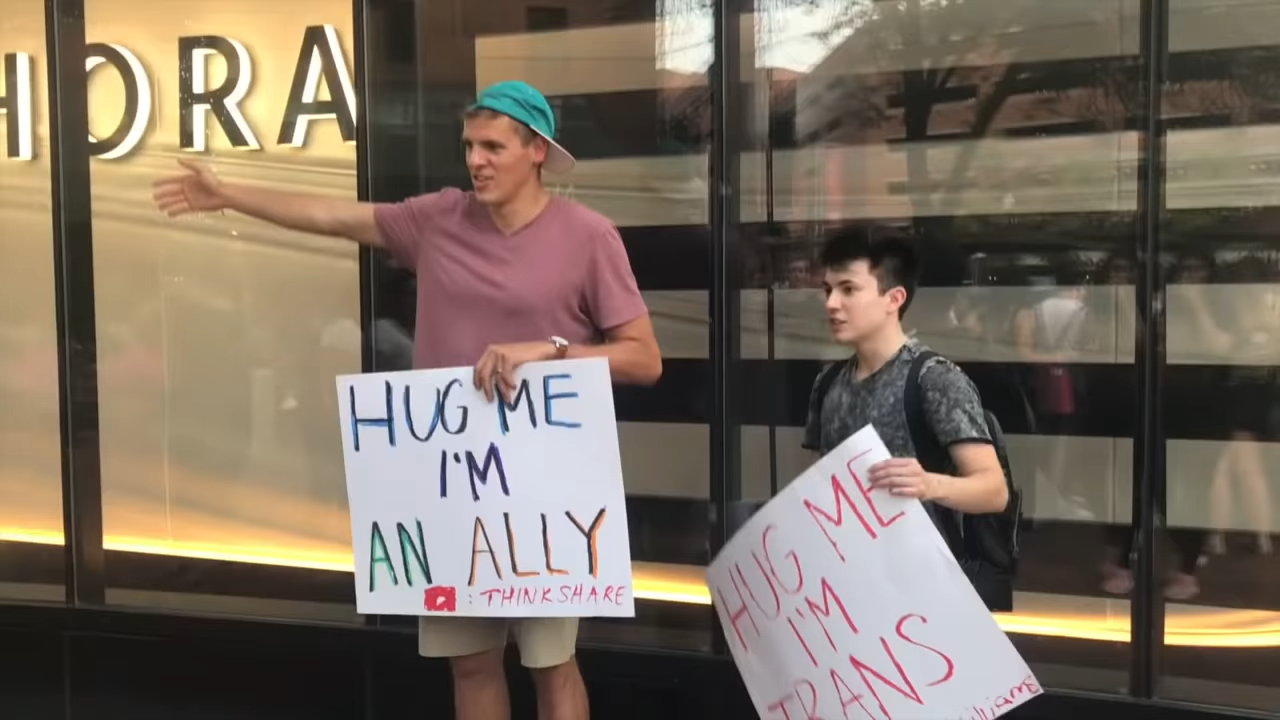 HORA
HUG ME
I'M
AN ALLY
: THINKSHARE
HUG ME
I'M
TRANS